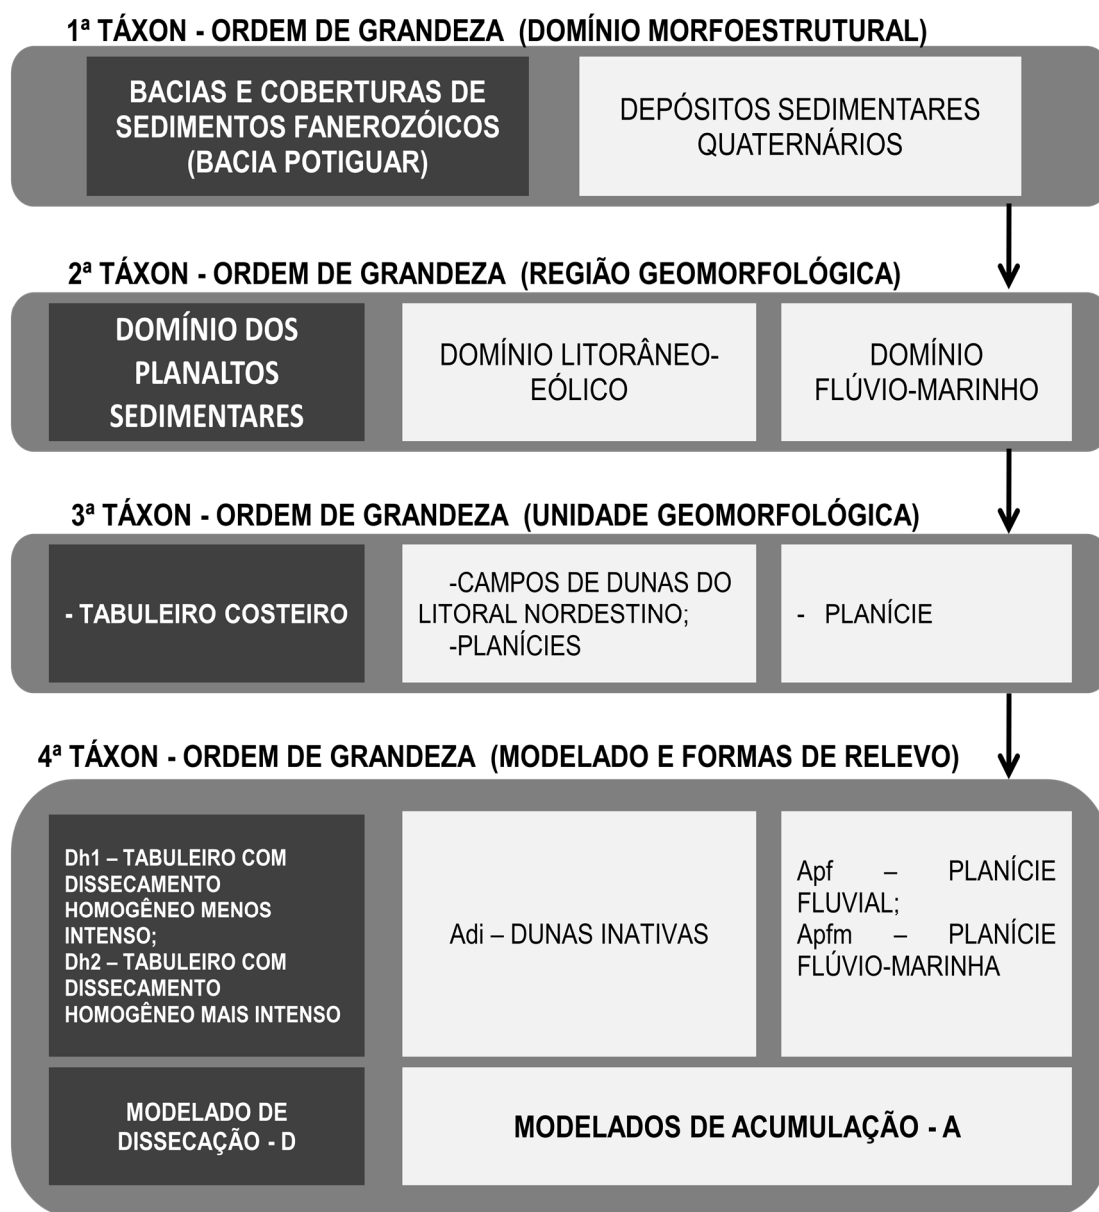 1ª TÁXON - ORDEM DE GRANDEZA (DOMÍNIO MORFOESTRUTURAL)
BACIAS E COBERTURAS DE
SEDIMENTOS FANEROZÓICOS
(BACIA POTIGUAR)
DEPÓSITOS SEDIMENTARES
QUATERNÁRIOS
2ª TÁXON - ORDEM DE GRANDEZA (REGIÃO GEOMORFOLÓGICA)
DOMÍNIO DOS
PLANALTOS
SEDIMENTARES
DOMÍNIO LITORÂNEO-
EÓLICO
DOMÍNIO
FLÚVIO-MARINHO
3ª TÁXON - ORDEM DE GRANDEZA (UNIDADE GEOMORFOLÓGICA)
- TABULEIRO COSTEIRO
-CAMPOS DE DUNAS DO
LITORAL NORDESTINO;
-PLANÍCIES
- PLANÍCIE
4ª TÁXON - ORDEM DE GRANDEZA (MODELADO E FORMAS DE RELEVO)
Dh1 – TABULEIRO COM
DISSECAMENTO
HOMOGÊNEO MENOS
INTENSO;
Dh2 – TABULEIRO COM
DISSECAMENTO
HOMOGÊNEO MAIS INTENSO
Adi – DUNAS INATIVAS
Apf – PLANÍCIE
FLUVIAL;
Apfm – PLANÍCIE
FLÚVIO-MARINHA
MODELADO DE
DISSECAÇÃO - D
MODELADOS DE ACUMULAÇÃO - A